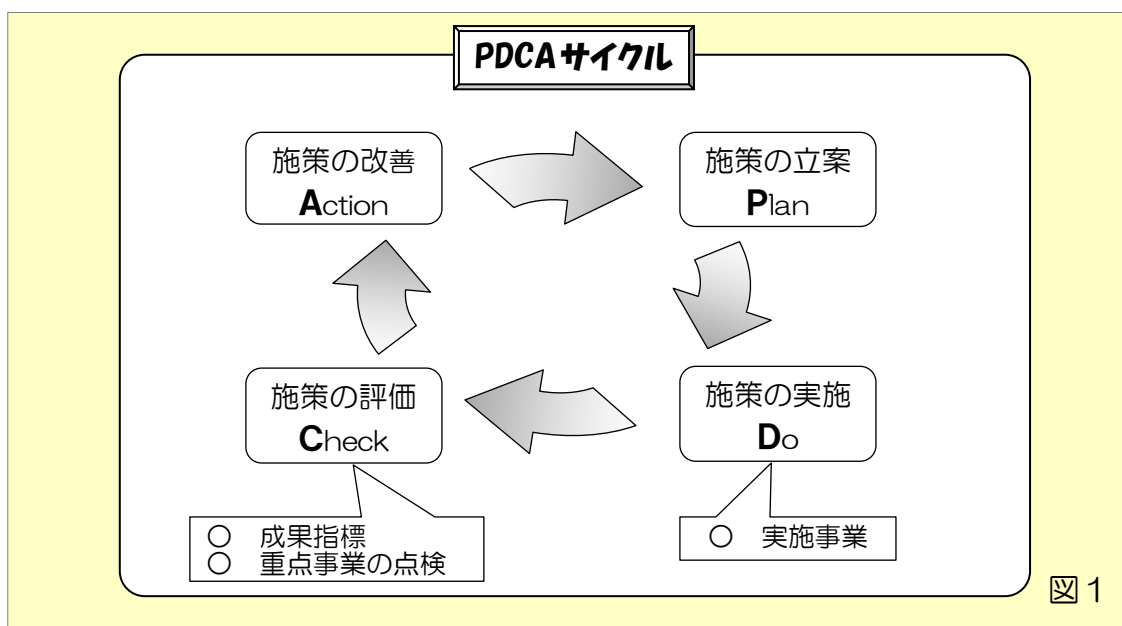 PDCAサイクル
施策の改善
Action
施策の立案
Plan
施策の評価
Check
施策の実施
Do
○ 成果指標
○ 重点事業の点検
○ 実施事業
図1